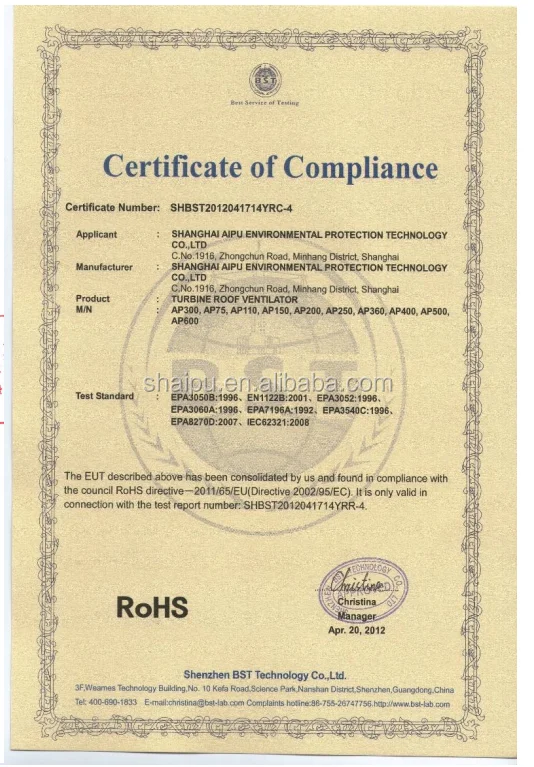 BST
Best Service of Testing
Certificate of Compliance
Certificate Number: SHBST2012041714YRC-4
Applicant : SHANGHAI AIPU ENVIRONMENTAL PROTECTION TECHNOLOGY
CO.,LTD
C.No.1916, Zhongchun Road, Minhang District, Shanghai
Manufacturer : SHANGHAI AIPU ENVIRONMENTAL PROTECTION TECHNOLOGY
CO.,LTD
C.No.1916, Zhongchun Road, Minhang District, Shanghai
Product : TURBINE ROOF VENTILATOR
M/N : AP300, AP75, AP110, AP150, AP200, AP250, AP360, AP400, AP500,
AP600
BST
shaipu.en.alibaba.com
Test Standard : EPA3050B:1996、EN1122B:2001、EPA3052:1996、
EPA3060A:1996、EPA7196A:1992、EPA3540C:1996、
EPA8270D:2007、IEC62321:2008
The EUT described above has been consolidated by us and found in compliance with
the council RoHS directive—2011/65/EU(Directive 2002/95/EC). It is only valid in
connection with the test report number: SHBST2012041714YRR-4.
RoHS
Christina
Christina
Manager
Apr. 20, 2012
Shenzhen BST Technology Co.,Ltd.
3F,Weames Technology Building,No. 10 Kefa Road,Science Park,Nanshan District,Shenzhen,Guangdong,China
Tel: 400-690-1833 E-mail:christina@bst-lab.com Complaints hotline:86-755-26747756.http://www.bst-lab.com